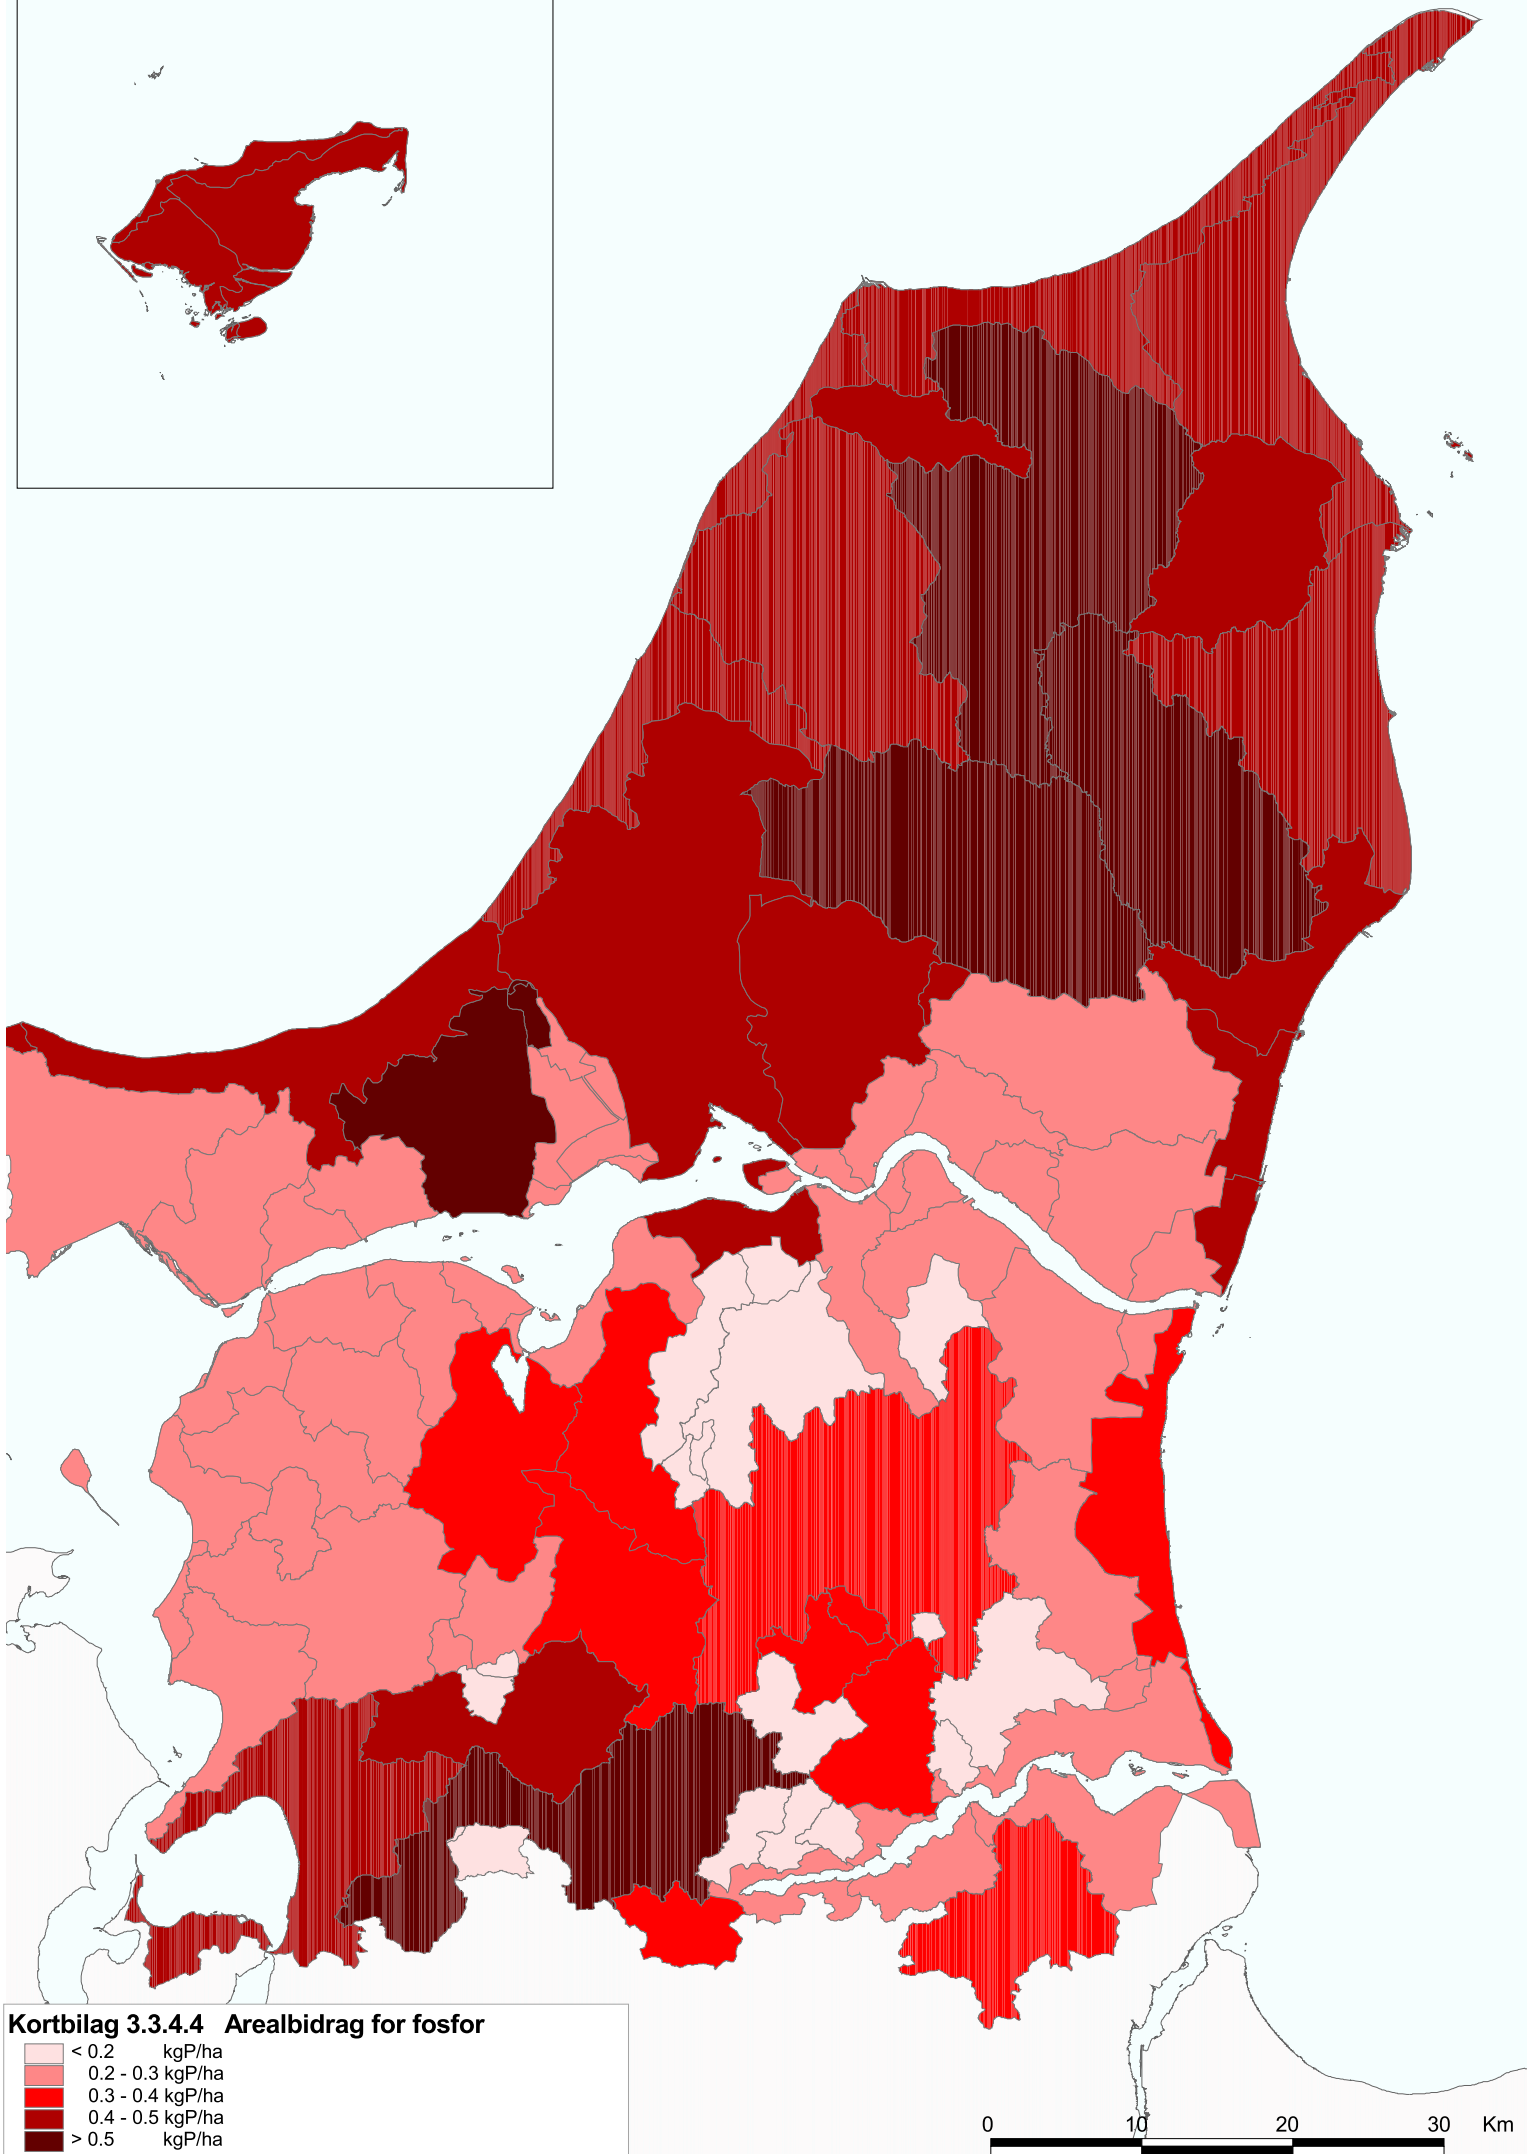 Kortbilag 3.3.4.4 Arealbidrag for fosfor
< 0.2 kgP/ha
0.2 - 0.3 kgP/ha
0.3 - 0.4 kgP/ha
0.4 - 0.5 kgP/ha
> 0.5 kgP/ha
0 10 20 30 Km